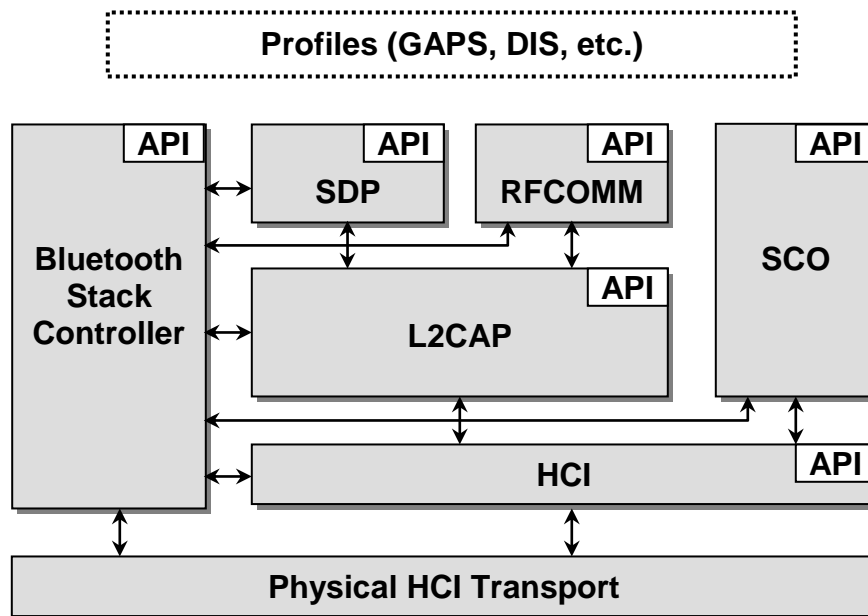 Profiles (GAPS, DIS, etc.)
API
API
API
API
SDP
RFCOMM
Bluetooth
Stack
Controller
SCO
API
L2CAP
API
HCI
Physical HCI Transport